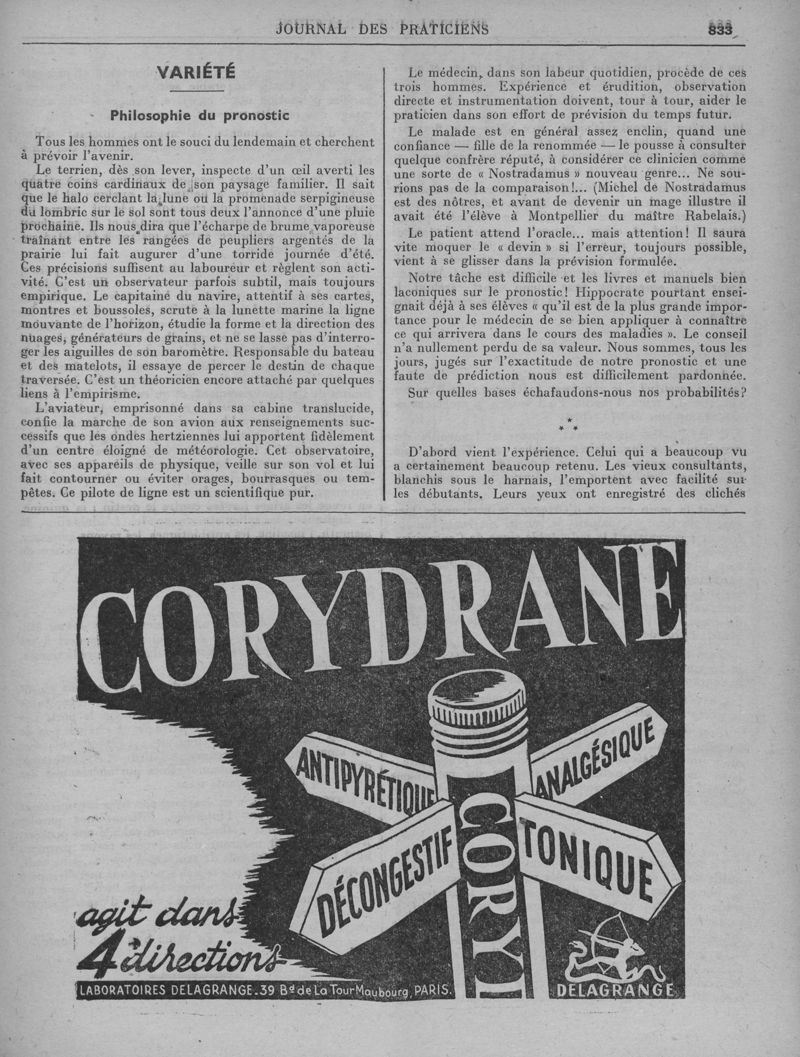 JOURNAL DES PRATICIENS 833
VARIÉTÉ
Philosophie du pronostic
Tous les hommes ont le souci du lendemain et cherchent
à prévoir l'avenir.
Le terrien, dès son lever, inspecte d'un œil averti les
quatre coins cardinaux de son paysage familier. Il sait
que le halo cerclant la lune ou la promenade serpigineuse
du lombric sur le sol sont tous deux l'annonce d'une pluie
prochaine. Ils nous dira que l'écharpe de brume vaporeuse
traînant entre les rangées de peupliers argentés de la
prairie lui fait augurer d'une torride journée d'été.
Ces précisions suffisent au laboureur et règlent son acti-
vité. C'est un observateur parfois subtil, mais toujours
empirique. Le capitaine du navire, attentif à ses cartes,
montres et boussoles, scrute à la lunette marine la ligne
mouvante de l'horizon, étudie la forme et la direction des
nuages, générateurs de grains, et ne se lasse pas d'interro-
ger les aiguilles de son baromètre. Responsable du bateau
et des matelots, il essaye de percer le destin de chaque
traversée. C'est un théoricien encore attaché par quelques
liens à l'empirisme.
L'aviateur, emprisonné dans sa cabine translucide,
confie la marche de son avion aux renseignements suc-
cessifs que les ondes hertziennes lui apportent fidèlement
d'un centre éloigné de météorologie. Cet observatoire,
avec ses appareils de physique, veille sur son vol et lui
fait contourner ou éviter orages, bourrasques ou tem-
pêtes. Ce pilote de ligne est un scientifique pur.
Le médecin, dans son labeur quotidien, procède de ces
trois hommes. Expérience et érudition, observation
directe et instrumentation doivent, tour à tour, aider le
praticien dans son effort de prévision du temps futur.
Le malade est en général assez enclin, quand une
confiance — fille de la renommée — le pousse à consulter
quelque confrère réputé, à considérer ce clinicien comme
une sorte de « Nostradamus » nouveau genre... Ne sou-
rions pas de la comparaison!... (Michel de Nostradamus
est des nôtres, et avant de devenir un mage illustre il
avait été l'élève à Montpellier du maître Rabelais.)
Le patient attend l'oracle... mais attention! Il saura
vite moquer le « devin » si l'erreur, toujours possible,
vient à se glisser dans la prévision formulée.
Notre tâche est difficile et les livres et manuels bien
laconiques sur le pronostic! Hippocrate pourtant ensei-
gnait déjà à ses élèves « qu'il est de la plus grande impor-
tance pour le médecin de se bien appliquer à connaître
ce qui arrivera dans le cours des maladies ». Le conseil
n'a nullement perdu de sa valeur. Nous sommes, tous les
jours, jugés sur l'exactitude de notre pronostic et une
faute de prédiction nous est difficilement pardonnée.
Sur quelles bases échafaudons-nous nos probabilités?
* * *
D'abord vient l'expérience. Celui qui a beaucoup vu
a certainement beaucoup retenu. Les vieux consultants,
blanchis sous le harnais, l'emportent avec facilité sur
les débutants. Leurs yeux ont enregistré des clichés
CORYDRANE
ANTIPYRÉTIQUE
ANALGÉSIQUE
DÉCONGESTIF
TONIQUE
CORYI
agit dans
4 directions
LABORATOIRES DELAGRANGE.39 Bd de La Tour Maubourg, PARIS.
DELAGRANGE